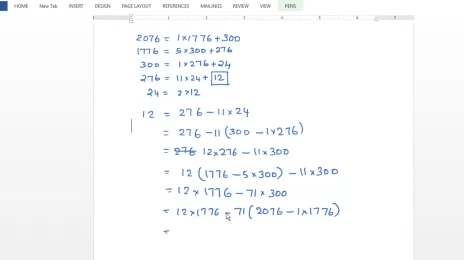 File New Tab INSERT DESIGN PAGE LAYOUT REFERENCES MAILINGS REVIEW VIEW PENS
2076 = 1×1776+300
1776 = 5×300+276
300 = 1×276+24
276 = 11×24+12
24 = 2×12
12 = 276-11×24
= 276-11(300-1×276)
= 276 12×276-11×300
= 12(1776-5×300)-11×300
= 12×1776-71×300
= 12×1776-71(2076-1×1776)
=